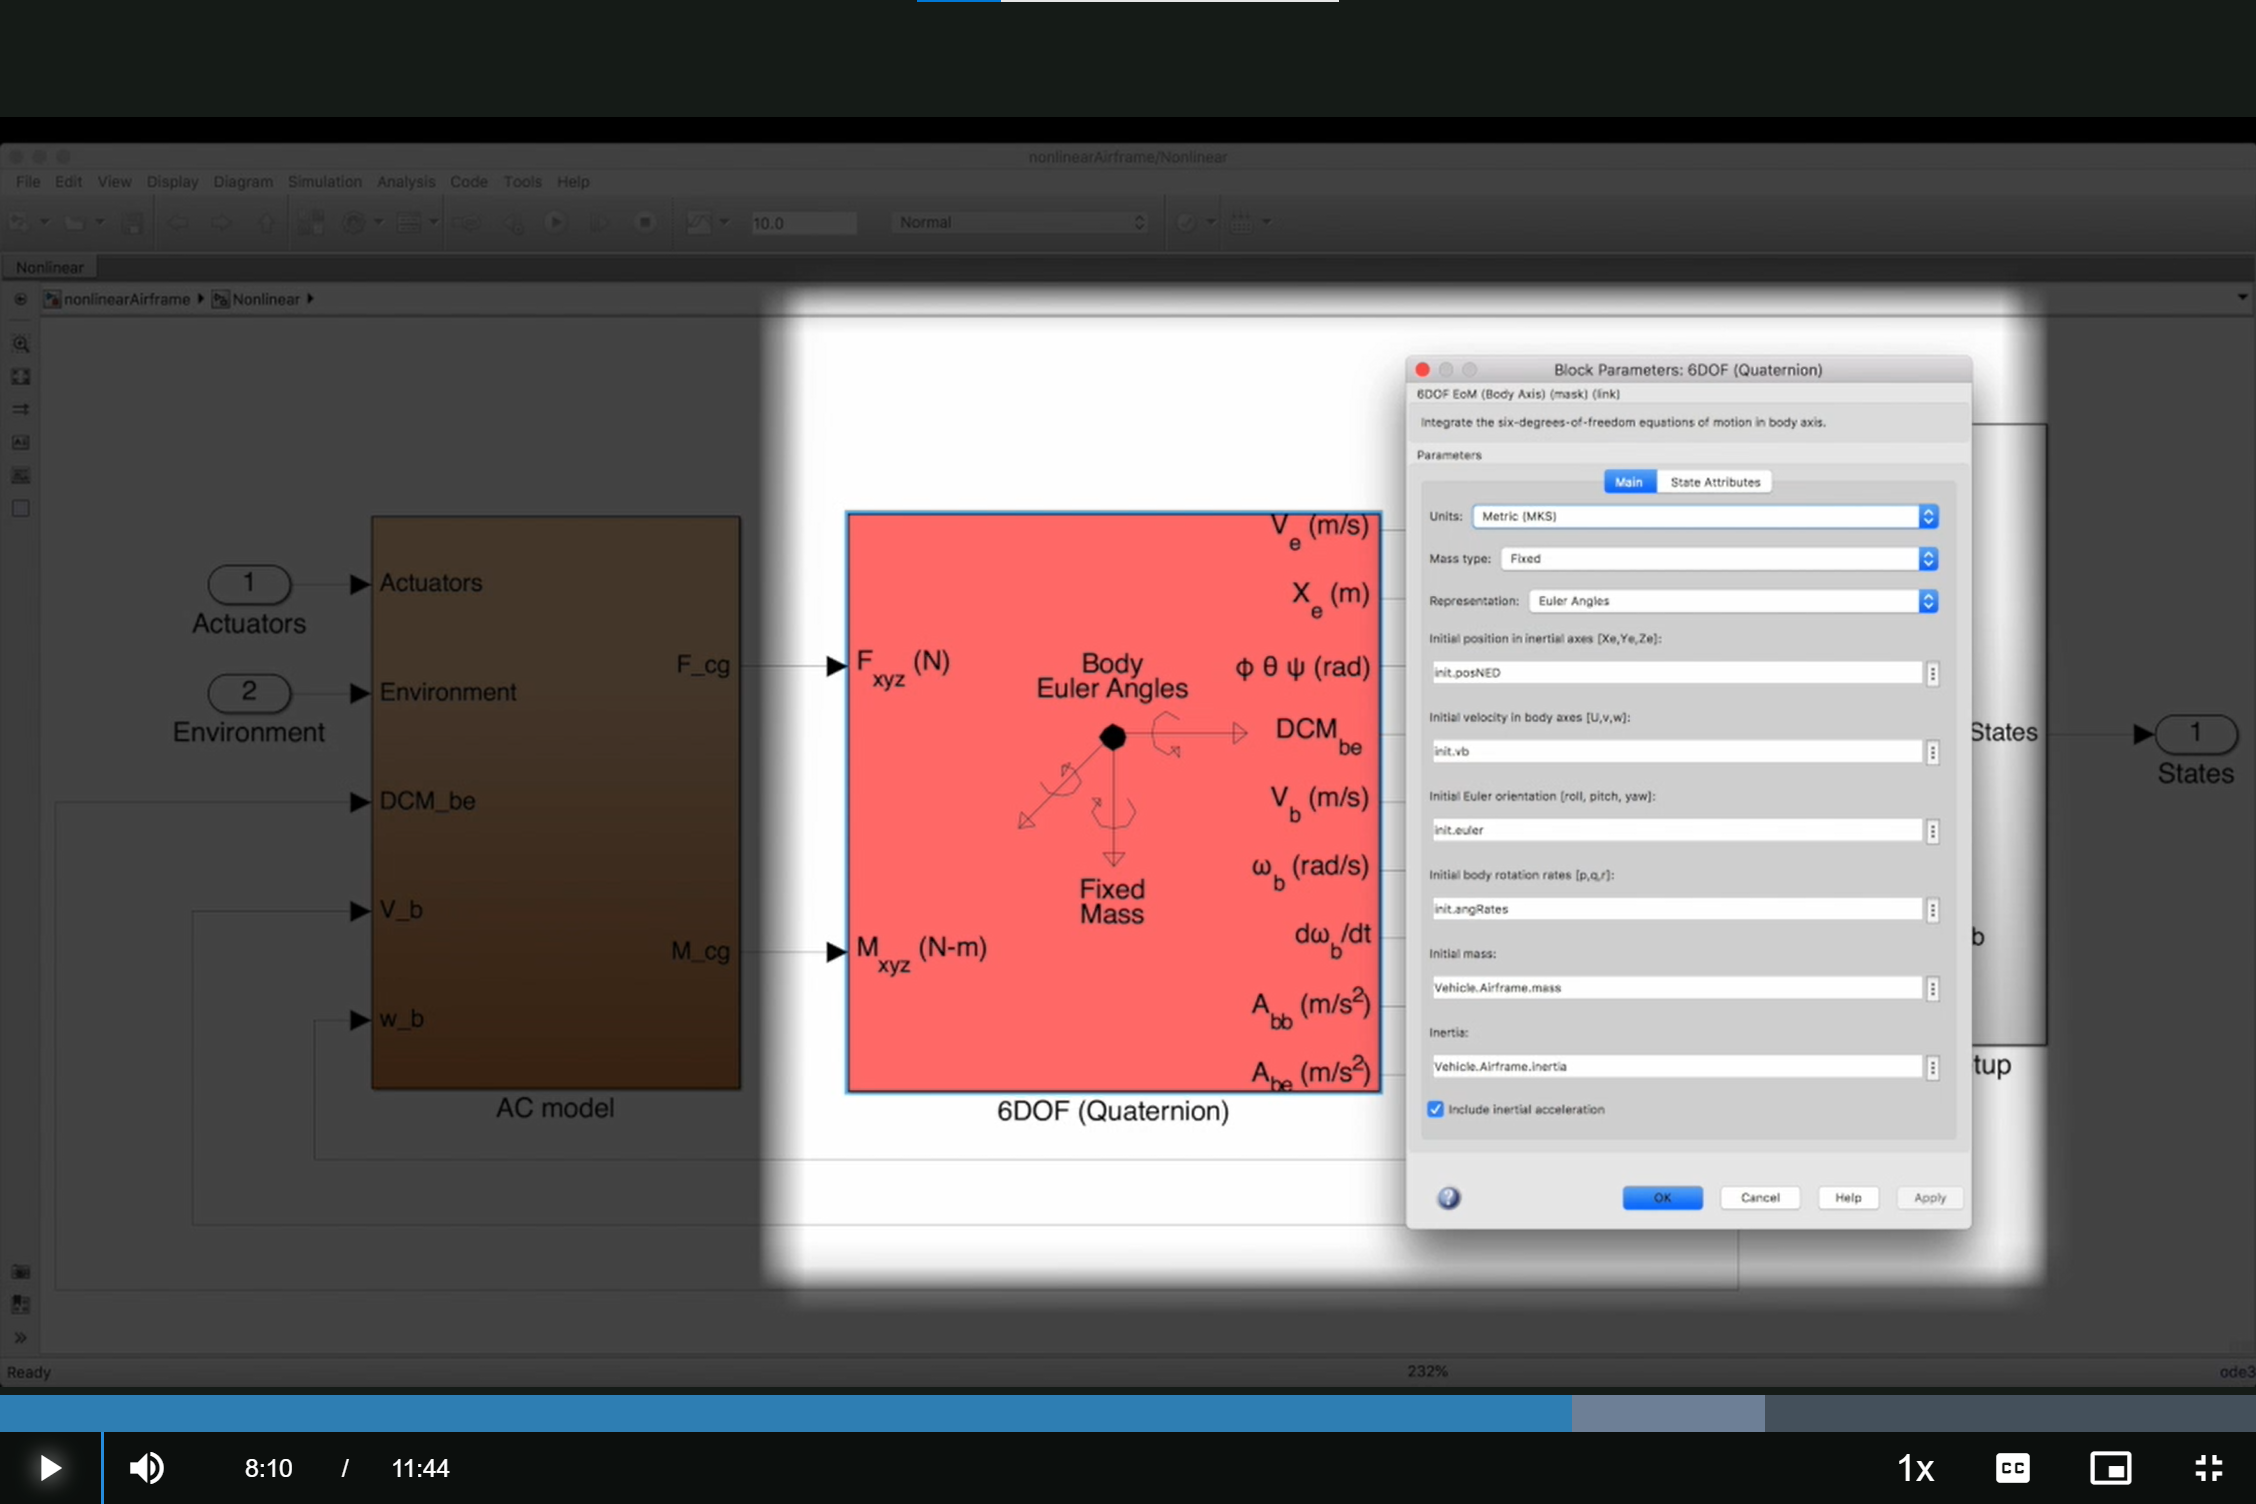 nonlinearAirframe/Nonlinear
File Edit View Display Diagram Simulation Analysis Code Tools Help
10.0 Normal
Nonlinear
nonlinearAirframe Nonlinear
Block Parameters: 6DOF (Quaternion)
6DOF EoM (Body Axis) (mask) (link)
Integrate the six-degrees-of-freedom equations of motion in body axis.
Parameters
Main State Attributes
Units: Metric (MKS)
Mass type: Fixed
Representation: Euler Angles
Initial position in inertial axes [Xe,Ye,Ze]:
init.posNED
Initial velocity in body axes [U,v,w]:
init.vb
Initial Euler orientation [roll, pitch, yaw]:
init.euler
Initial body rotation rates [p,q,r]:
init.angRates
Initial mass:
Vehicle.Airframe.mass
Inertia:
Vehicle.Airframe.inertia
Include inertial acceleration
OK Cancel Help Apply
1
Actuators
2
Environment
Actuators
Environment
DCM_be
V_b
w_b
F_cg
M_cg
AC model
F xyz (N)
M xyz (N-m)
Body
Euler Angles
Fixed
Mass
V e (m/s)
X e (m)
ϕ θ ψ (rad)
DCM be
V b (m/s)
ω b (rad/s)
dω b /dt
A bb (m/s²)
A be (m/s²)
6DOF (Quaternion)
States
b
tup
1
States
Ready 232% ode3
8:10 / 11:44 1x CC